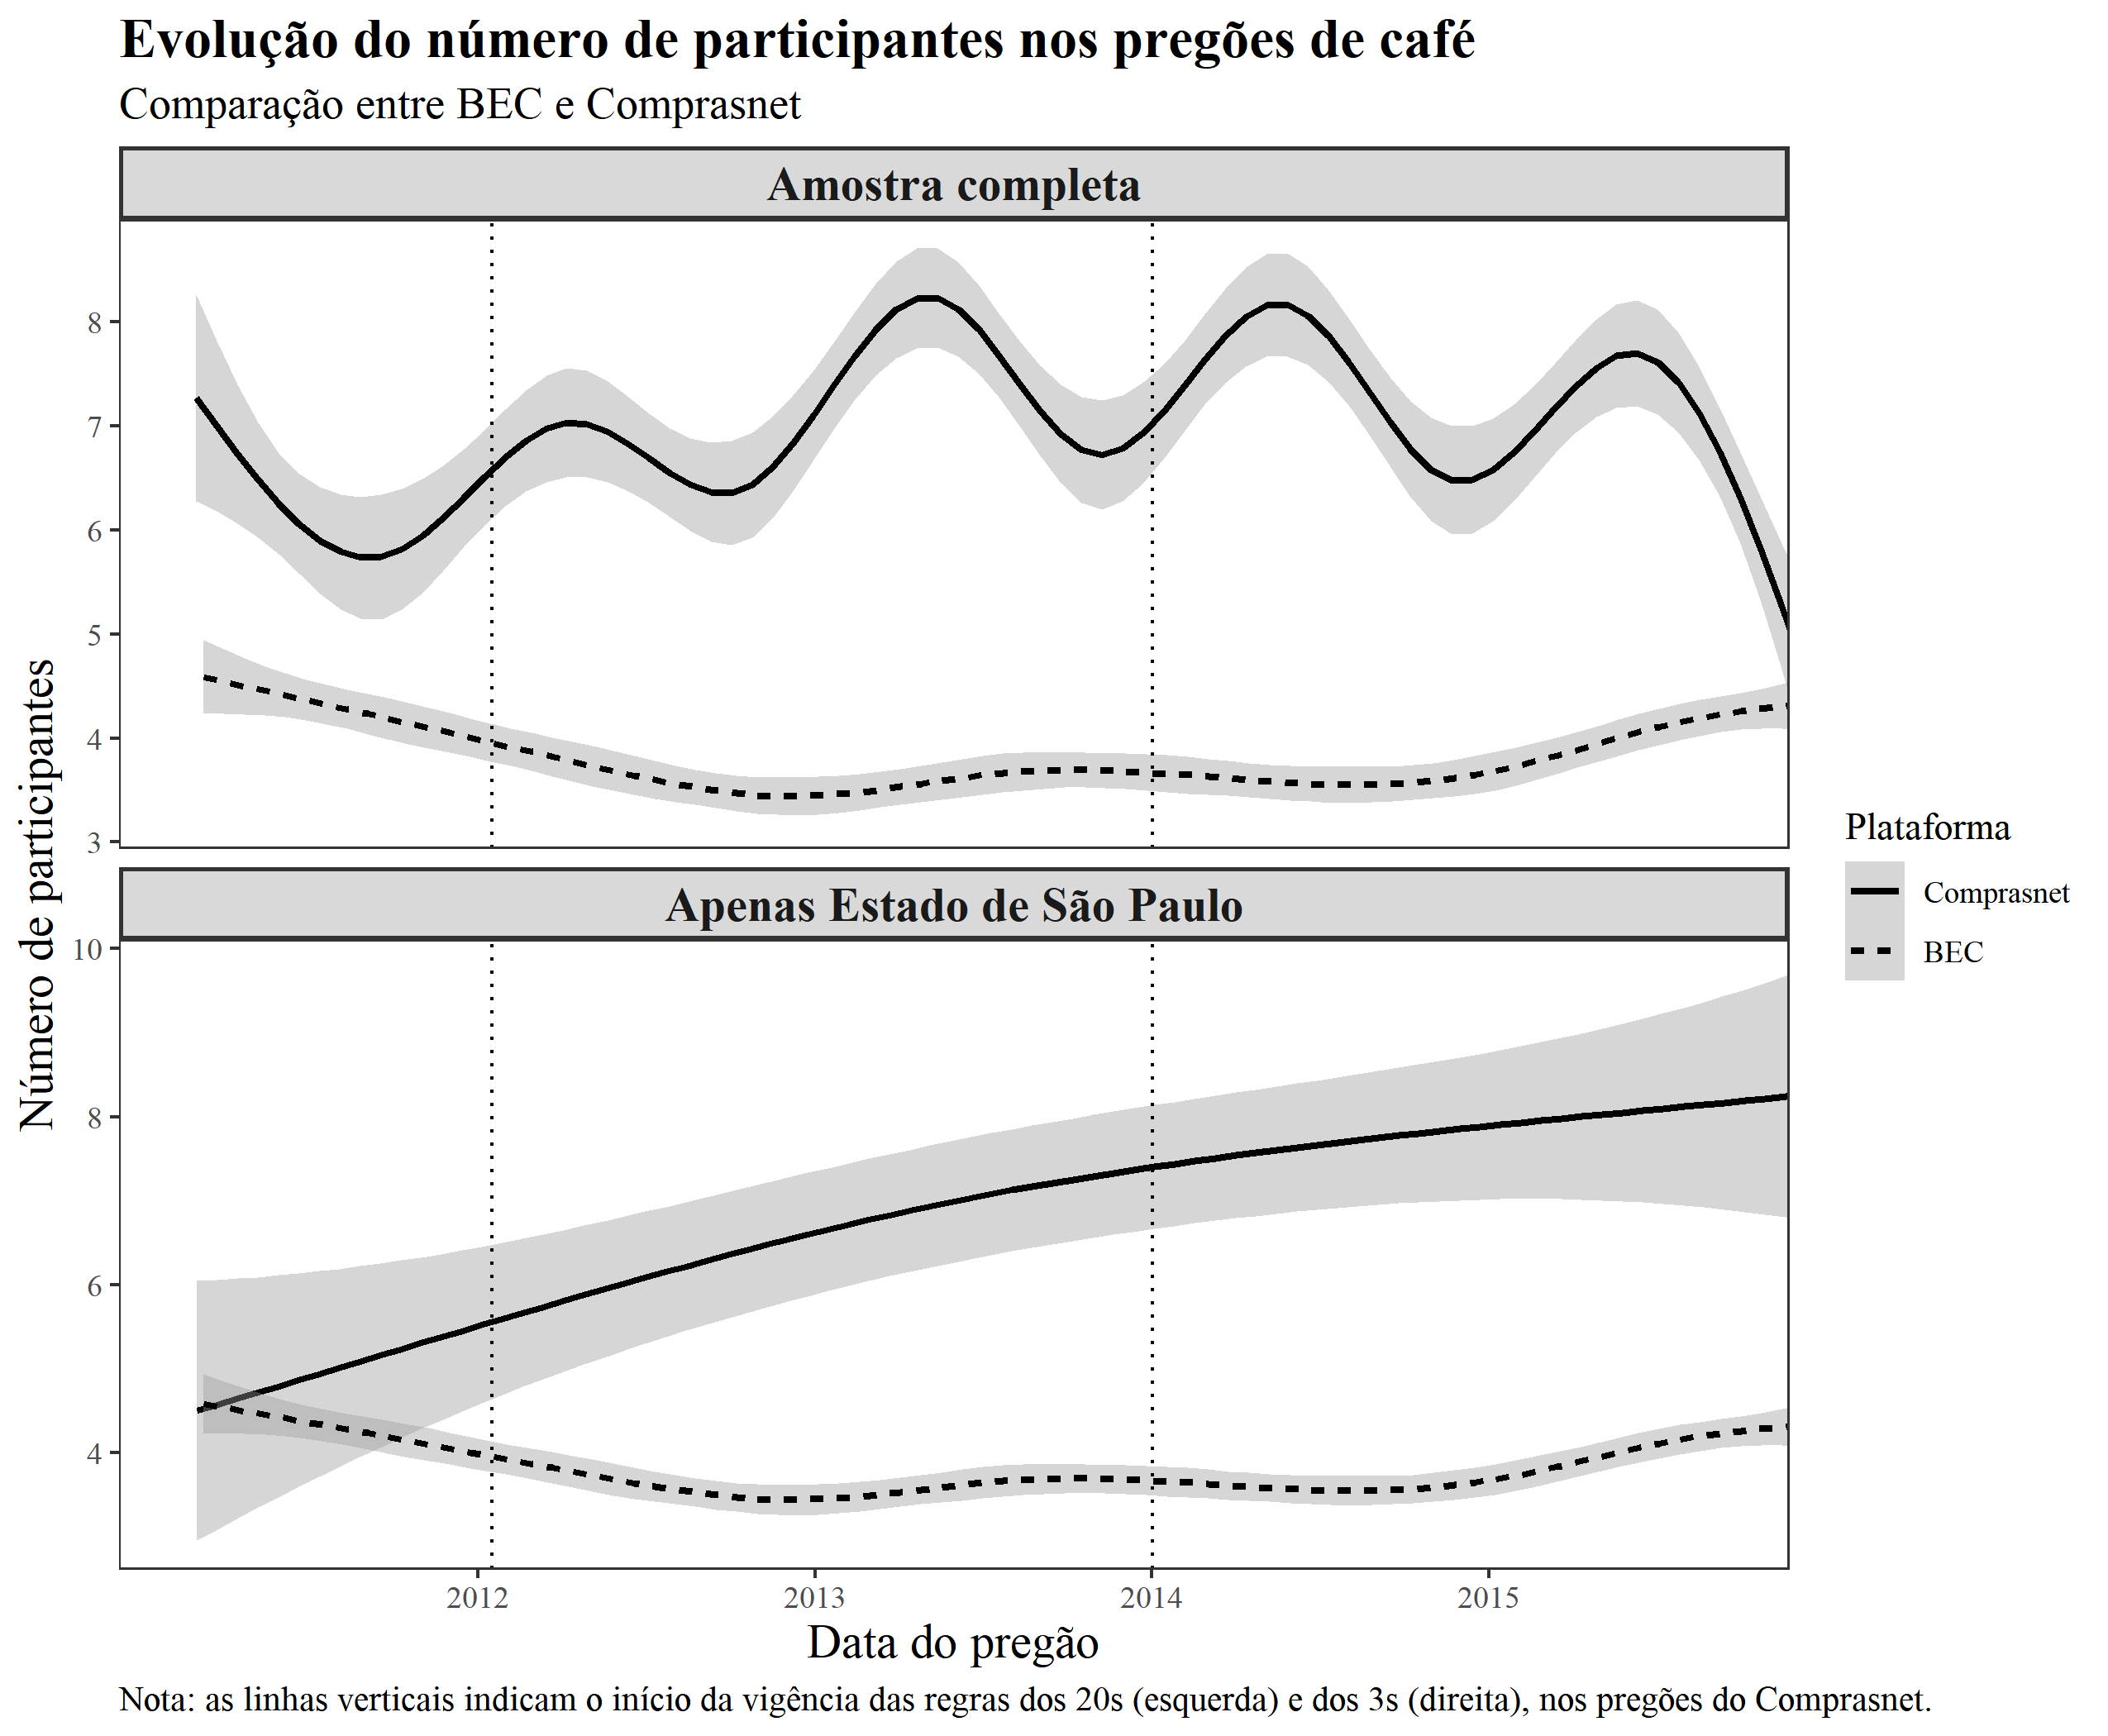 Evolução do número de participantes nos pregões de café
Comparação entre BEC e Comprasnet
Amostra completa
8
7
6
5
4
3
Número de participantes
Apenas Estado de São Paulo
10
8
6
4
2012 2013 2014 2015
Data do pregão
Plataforma
Comprasnet
BEC
Nota: as linhas verticais indicam o início da vigência das regras dos 20s (esquerda) e dos 3s (direita), nos pregões do Comprasnet.